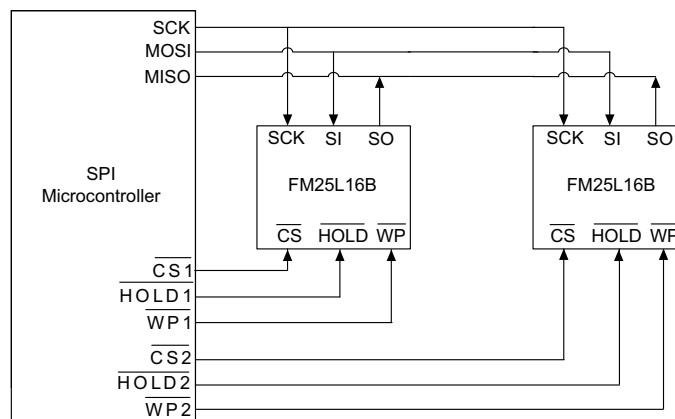 SCK
MOSI
MISO
SCK SI SO
SCK SI SO
FM25L16B
FM25L16B
SPI
Microcontroller
CS HOLD WP
CS HOLD WP
CS1
HOLD1
WP1
CS2
HOLD2
WP2